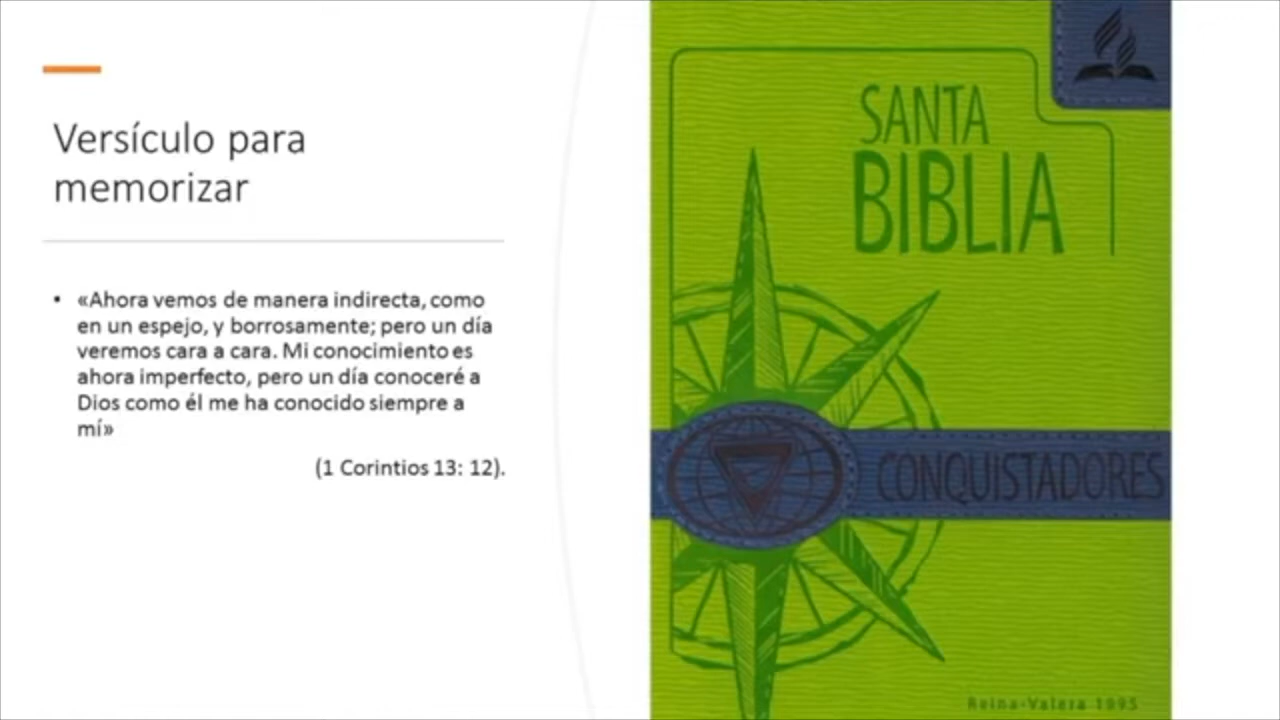 Versículo para
memorizar
• «Ahora vemos de manera indirecta, como
en un espejo, y borrosamente; pero un día
veremos cara a cara. Mi conocimiento es
ahora imperfecto, pero un día conoceré a
Dios como él me ha conocido siempre a
mí»
(1 Corintios 13: 12).
SANTA
BIBLIA
CONQUISTADORES
Reina-Valera 1995